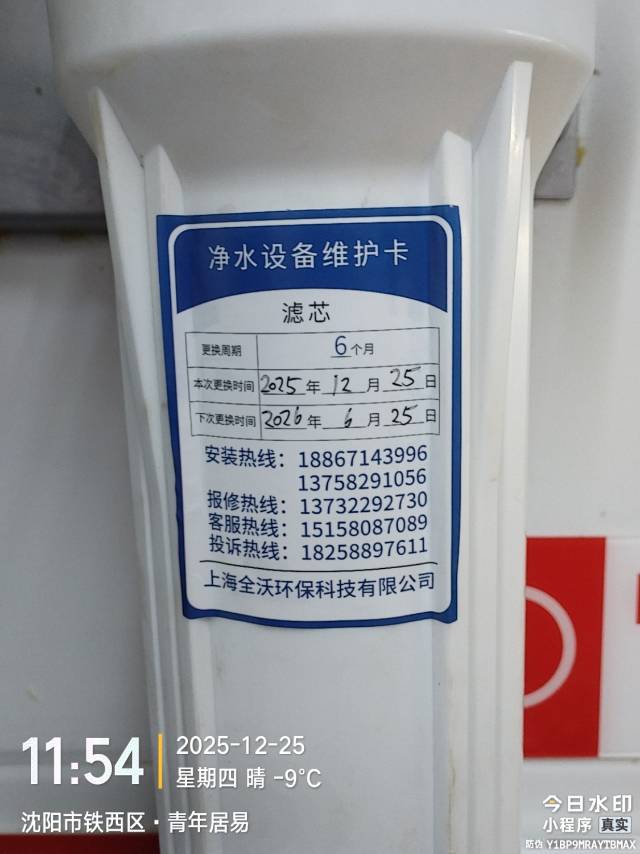 净水设备维护卡
滤芯
更换周期 6个月
本次更换时间 2025年 12月 25日
下次更换时间 2026年 6月 25日
安装热线：18867143996
13758291056
报修热线：13732292730
客服热线：15158087089
投诉热线：18258897611
上海全沃环保科技有限公司
11:54
2025-12-25
星期四 晴 -9°C
沈阳市铁西区·青年居易
今日水印
小程序 真实
防伪 Y1BP9MRAYTBMAX